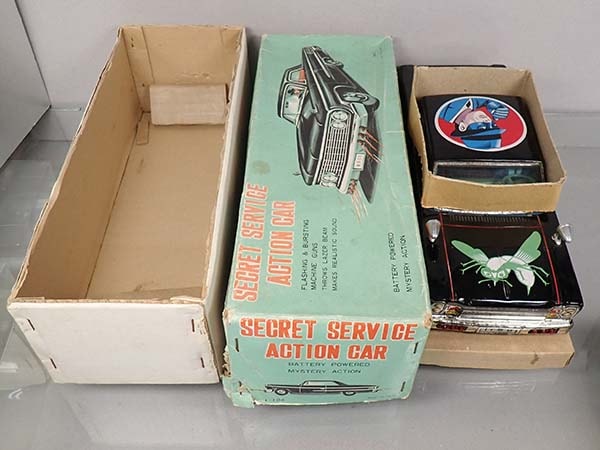 SECRET SERVICE
ACTION CAR
FLASHING & BURSTING
MACHINE GUNS
THROWS LAZER BEAM
MAKES REALISTIC SOUND
BATTERY POWERED
MYSTERY ACTION
SECRET SERVICE
ACTION CAR
BATTERY POWERED
MYSTERY ACTION